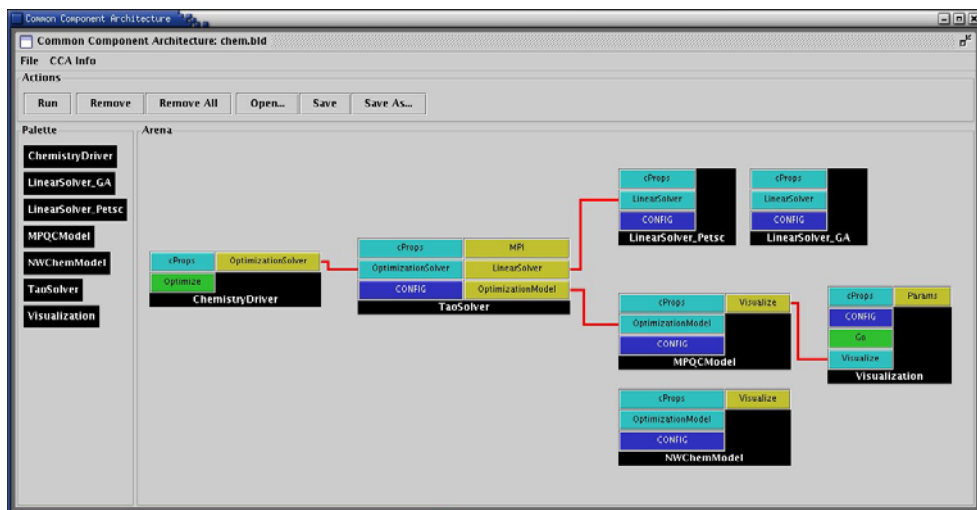 Common Component Architecture
Common Component Architecture: chem.bld
File CCA Info
Actions
Run Remove Remove All Open... Save Save As...
Palette
ChemistryDriver
LinearSolver_GA
LinearSolver_Petsc
MPQCModel
NWChemModel
TaoSolver
Visualization
Arena
cProps OptimizationSolver
Optimize
ChemistryDriver
cProps MPI
OptimizationSolver LinearSolver
CONFIG OptimizationModel
TaoSolver
cProps
LinearSolver
CONFIG
LinearSolver_Petsc
cProps
LinearSolver
CONFIG
LinearSolver_GA
cProps Visualize
OptimizationModel
CONFIG
MPQCModel
cProps Params
CONFIG
Go
Visualize
Visualization
cProps Visualize
OptimizationModel
CONFIG
NWChemModel